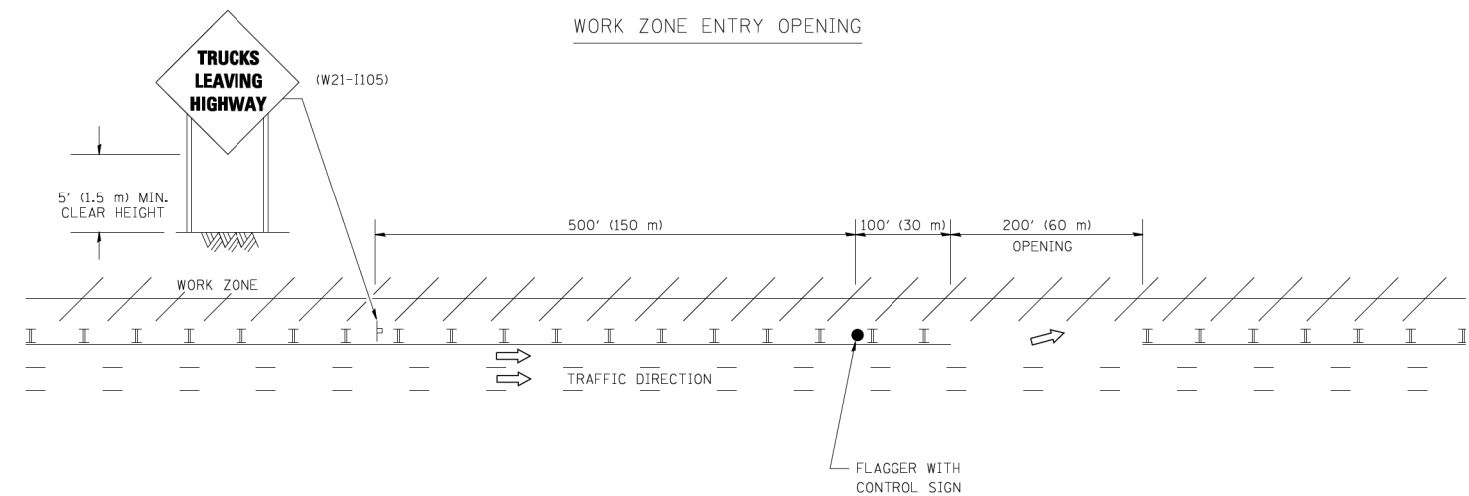 WORK ZONE ENTRY OPENING
TRUCKS
LEAVING
HIGHWAY
(W21-I105)
5' (1.5 m) MIN.
CLEAR HEIGHT
500' (150 m)
100' (30 m)
200' (60 m)
OPENING
WORK ZONE
TRAFFIC DIRECTION
FLAGGER WITH
CONTROL SIGN